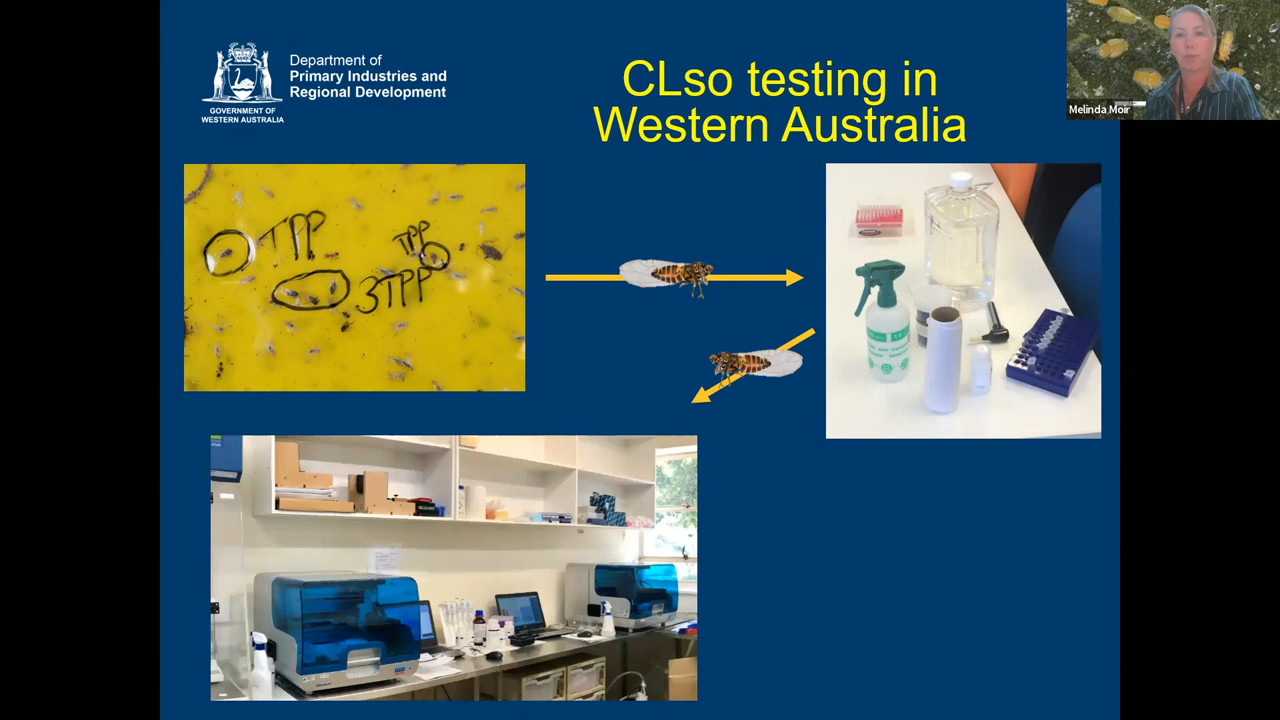 Department of
Primary Industries and
Regional Development
GOVERNMENT OF
WESTERN AUSTRALIA
CLso testing in
Western Australia
Melinda Moir
TPP
TPP
3TPP